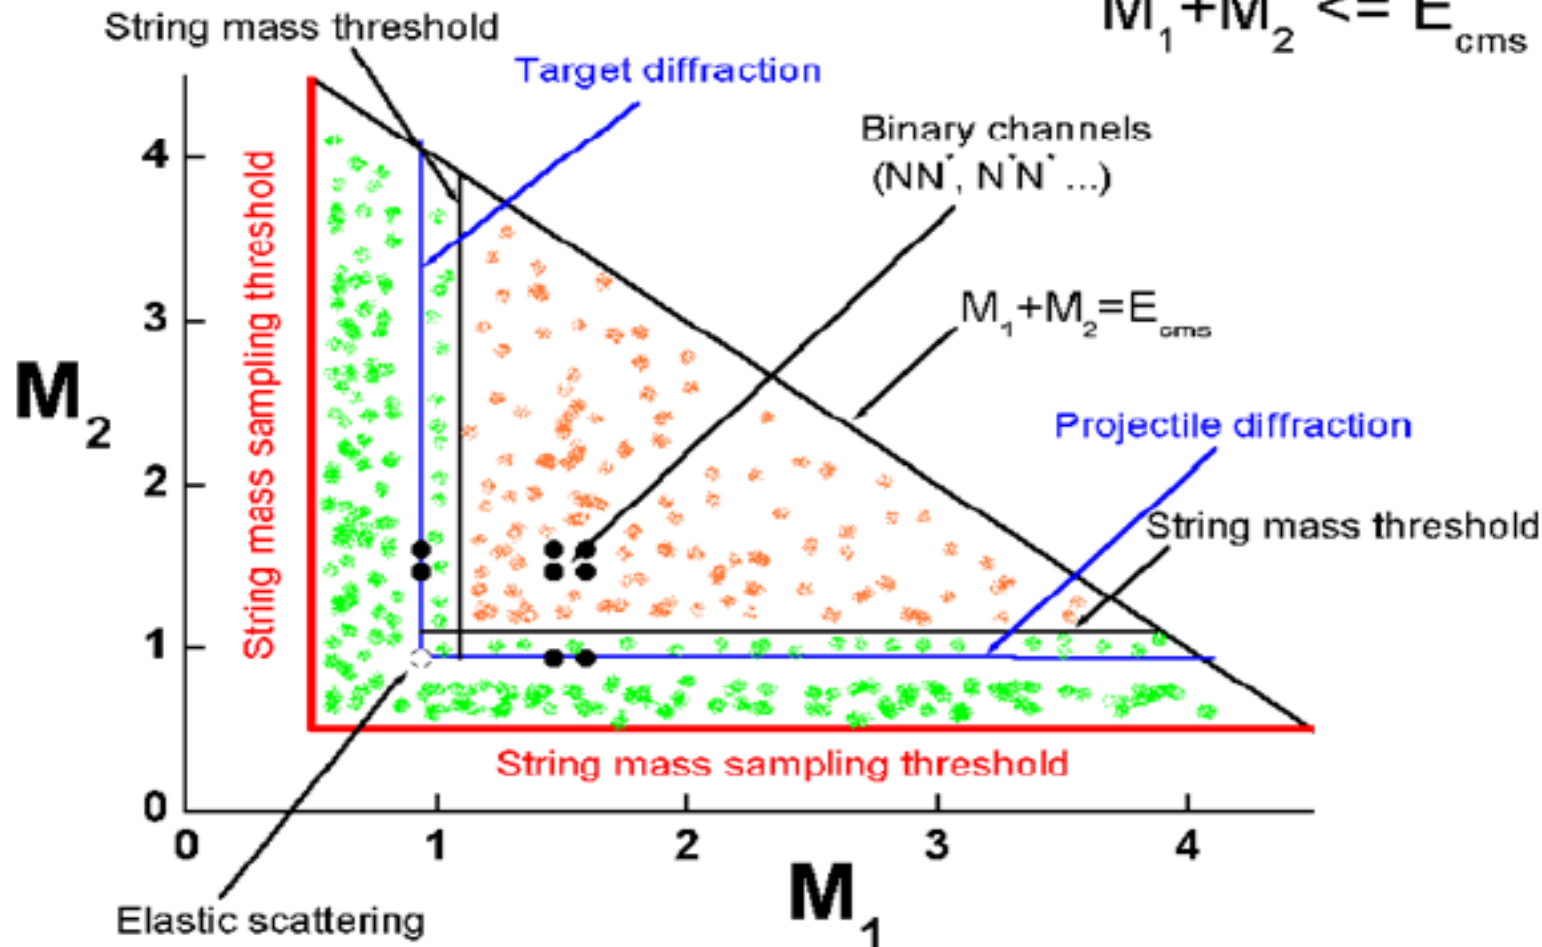 M₁+M₂ <= E_cms
String mass threshold
Target diffraction
Binary channels
(NN*, N*N* ...)
M₁+M₂=E_cms
Projectile diffraction
String mass threshold
String mass sampling threshold
M₂
4
3
2
1
0
String mass sampling threshold
0 1 2 3 4
M₁
Elastic scattering